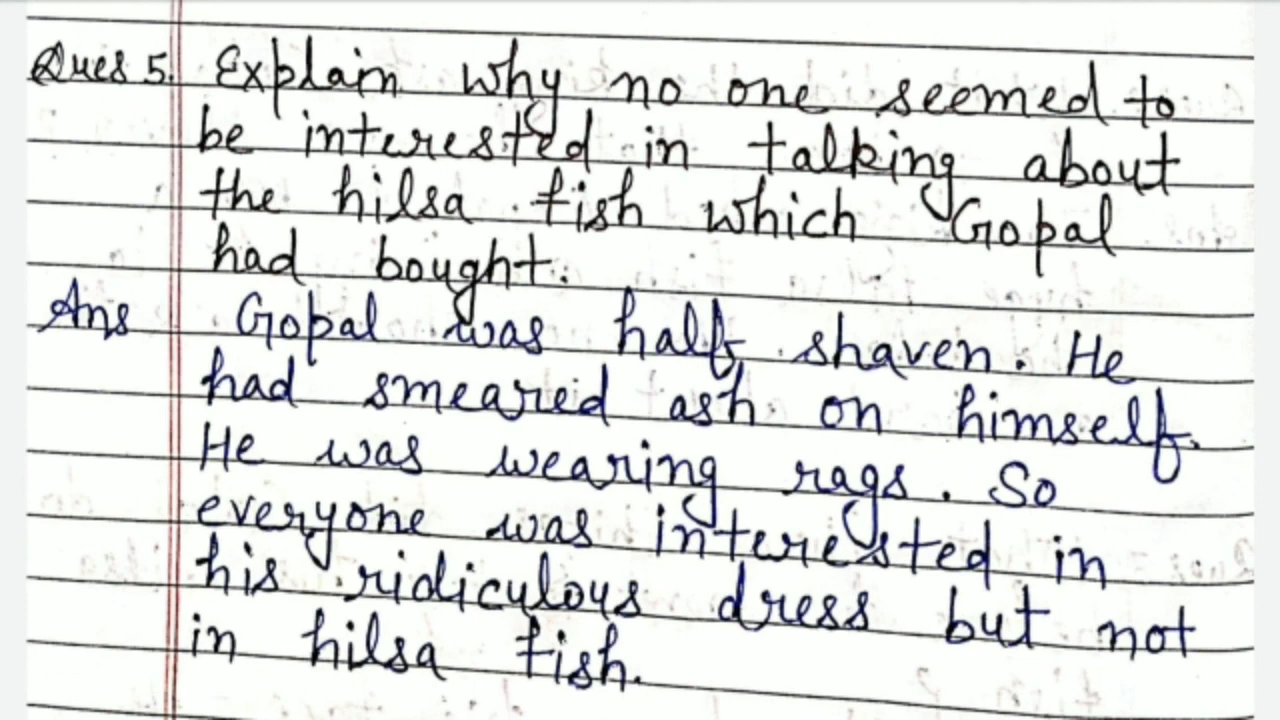 Ques 5. Explain why no one seemed to
be interested in talking about
the hilsa fish which Gopal
had bought.
Ans Gopal was half shaven. He
had smeared ash on himself.
He was wearing rags. So
everyone was interested in
his ridiculous dress but not
in hilsa fish.